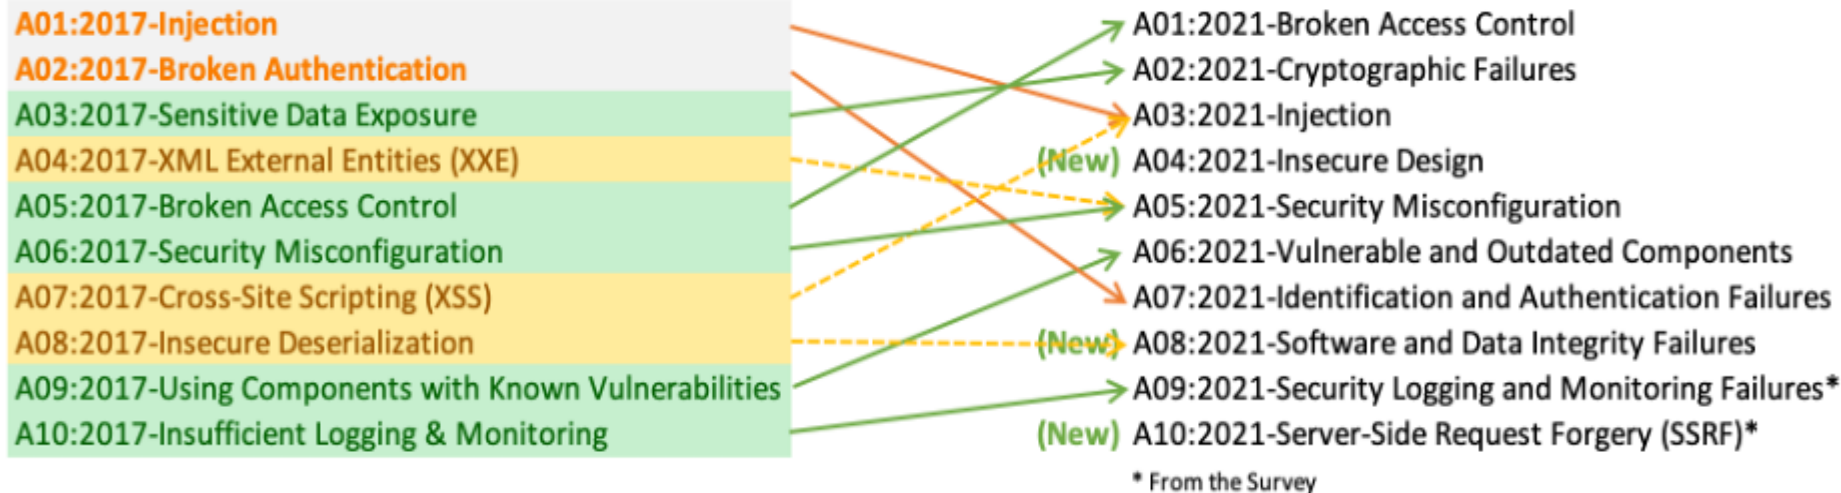 A01:2017-Injection
A02:2017-Broken Authentication
A03:2017-Sensitive Data Exposure
A04:2017-XML External Entities (XXE)
A05:2017-Broken Access Control
A06:2017-Security Misconfiguration
A07:2017-Cross-Site Scripting (XSS)
A08:2017-Insecure Deserialization
A09:2017-Using Components with Known Vulnerabilities
A10:2017-Insufficient Logging & Monitoring
A01:2021-Broken Access Control
A02:2021-Cryptographic Failures
A03:2021-Injection
(New) A04:2021-Insecure Design
A05:2021-Security Misconfiguration
A06:2021-Vulnerable and Outdated Components
A07:2021-Identification and Authentication Failures
(New) A08:2021-Software and Data Integrity Failures
A09:2021-Security Logging and Monitoring Failures*
(New) A10:2021-Server-Side Request Forgery (SSRF)*
* From the Survey